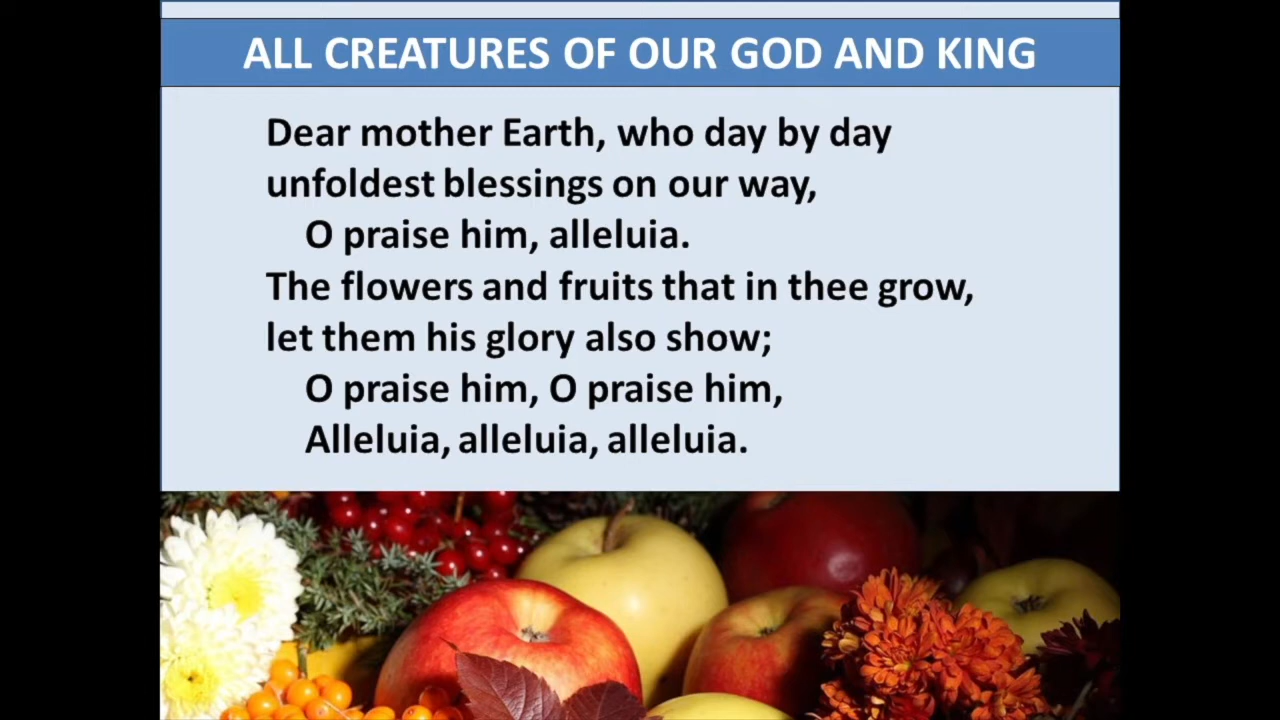 ALL CREATURES OF OUR GOD AND KING
Dear mother Earth, who day by day
unfoldest blessings on our way,
O praise him, alleluia.
The flowers and fruits that in thee grow,
let them his glory also show;
O praise him, O praise him,
Alleluia, alleluia, alleluia.